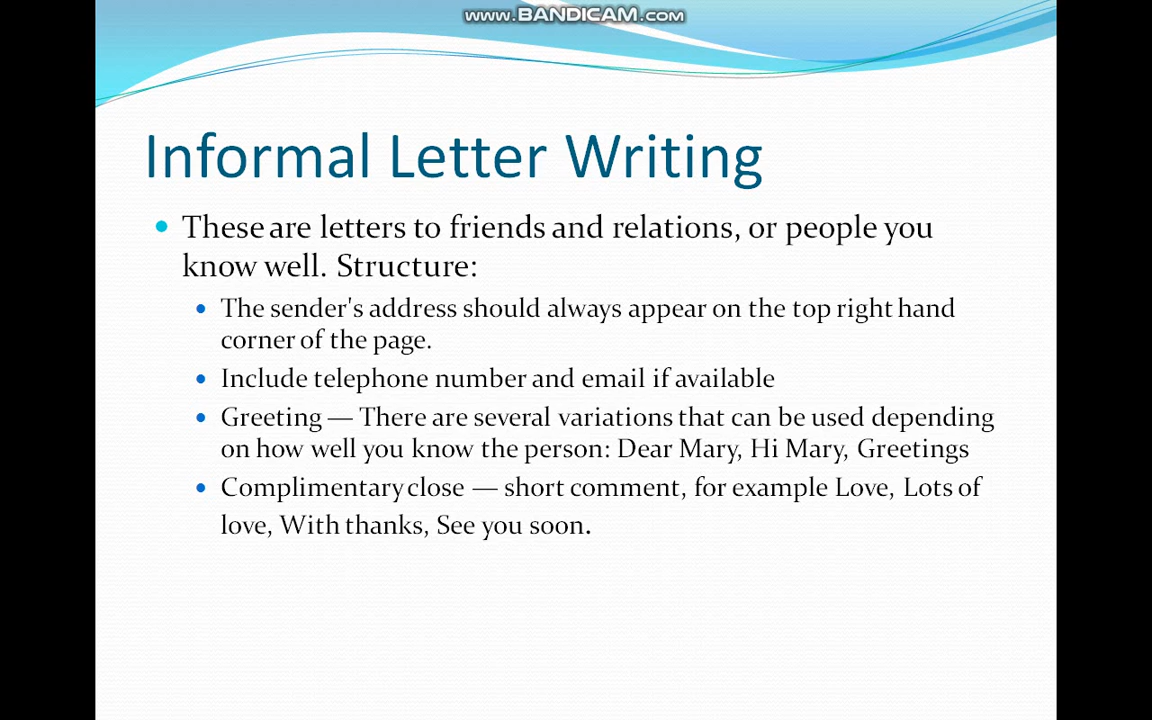 www.BANDICAM.com
Informal Letter Writing
These are letters to friends and relations, or people you
know well. Structure:
The sender's address should always appear on the top right hand
corner of the page.
Include telephone number and email if available
Greeting — There are several variations that can be used depending
on how well you know the person: Dear Mary, Hi Mary, Greetings
Complimentary close — short comment, for example Love, Lots of
love, With thanks, See you soon.